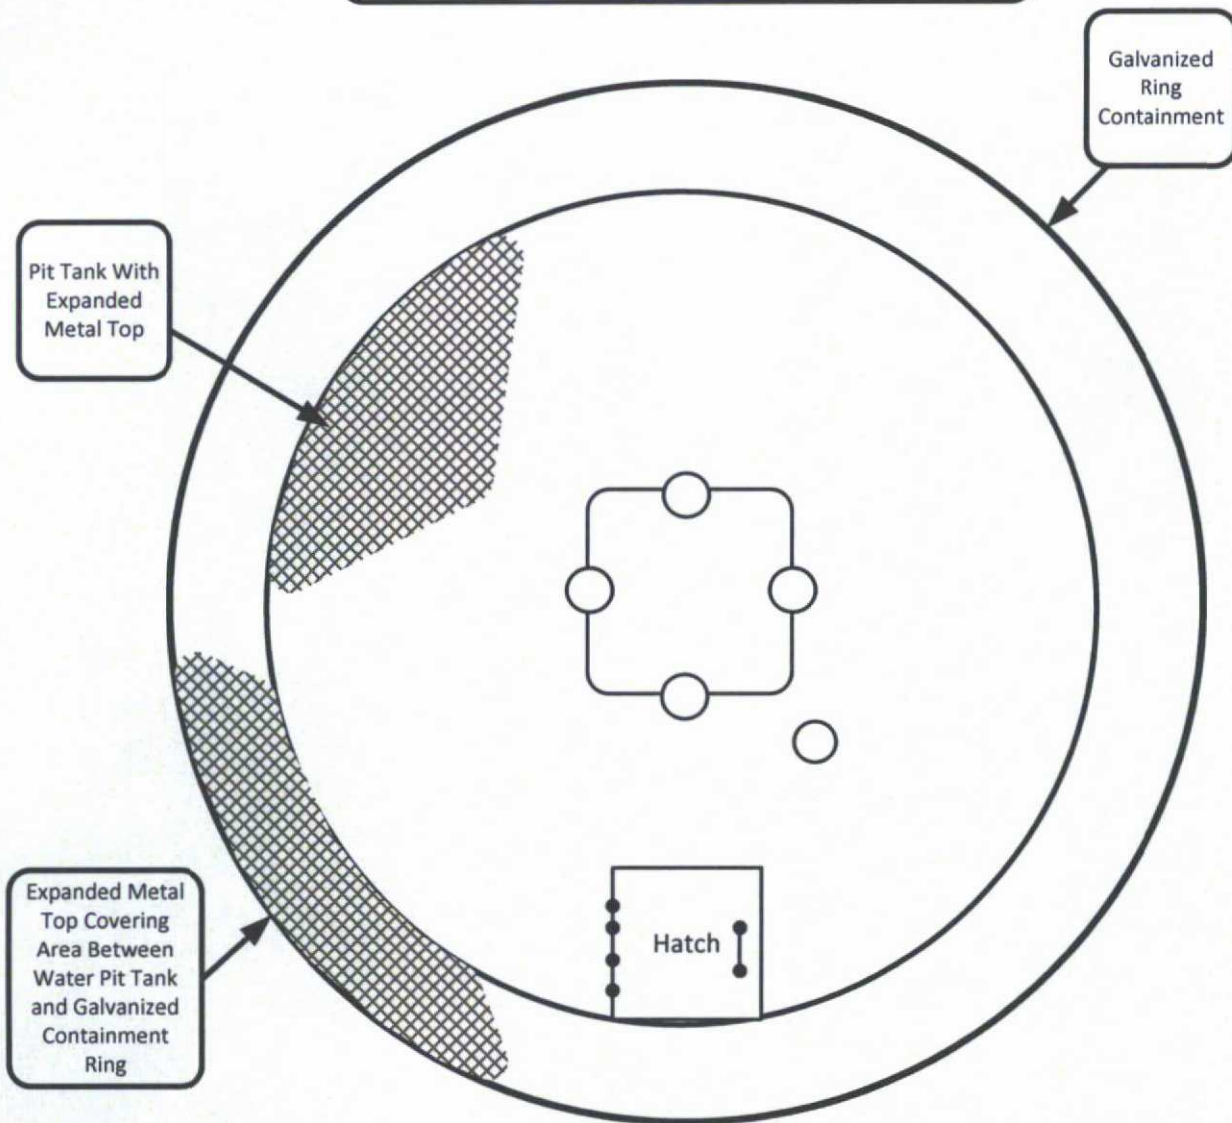 Galvanized
Ring
Containment
Pit Tank With
Expanded
Metal Top
Expanded Metal
Top Covering
Area Between
Water Pit Tank
and Galvanized
Containment
Ring
Hatch